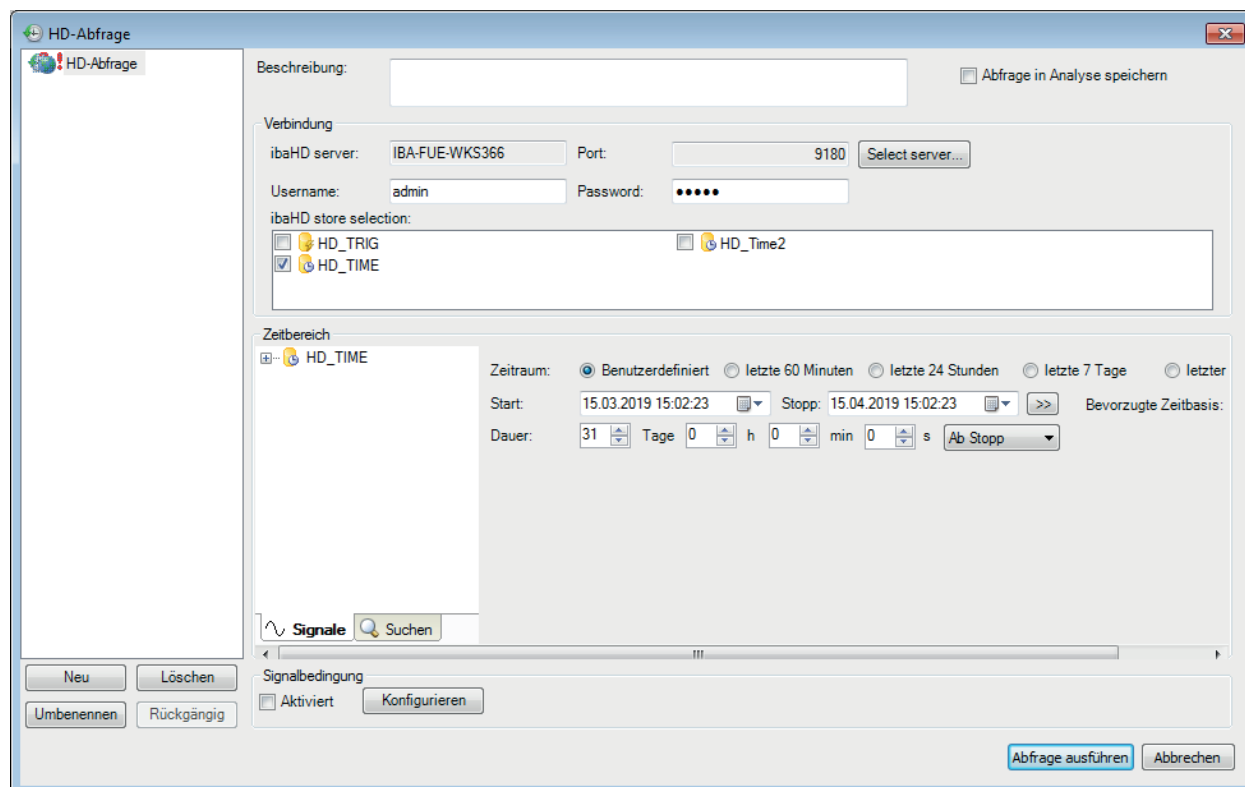 HD-Abfrage
HD-Abfrage
Beschreibung:
Abfrage in Analyse speichern
Verbindung
ibaHD server: IBA-FUE-WKS366 Port: 9180 Select server...
Username: admin Password: •••••
ibaHD store selection:
HD_TRIG HD_Time2
HD_TIME
Zeitbereich
HD_TIME
Zeitraum: Benutzerdefiniert letzte 60 Minuten letzte 24 Stunden letzte 7 Tage letzter
Start: 15.03.2019 15:02:23 Stopp: 15.04.2019 15:02:23 >> Bevorzugte Zeitbasis:
Dauer: 31 Tage 0 h 0 min 0 s Ab Stopp
Signale Suchen
Neu Löschen
Umbenennen Rückgängig
Signalbedingung
Aktiviert Konfigurieren
Abfrage ausführen Abbrechen